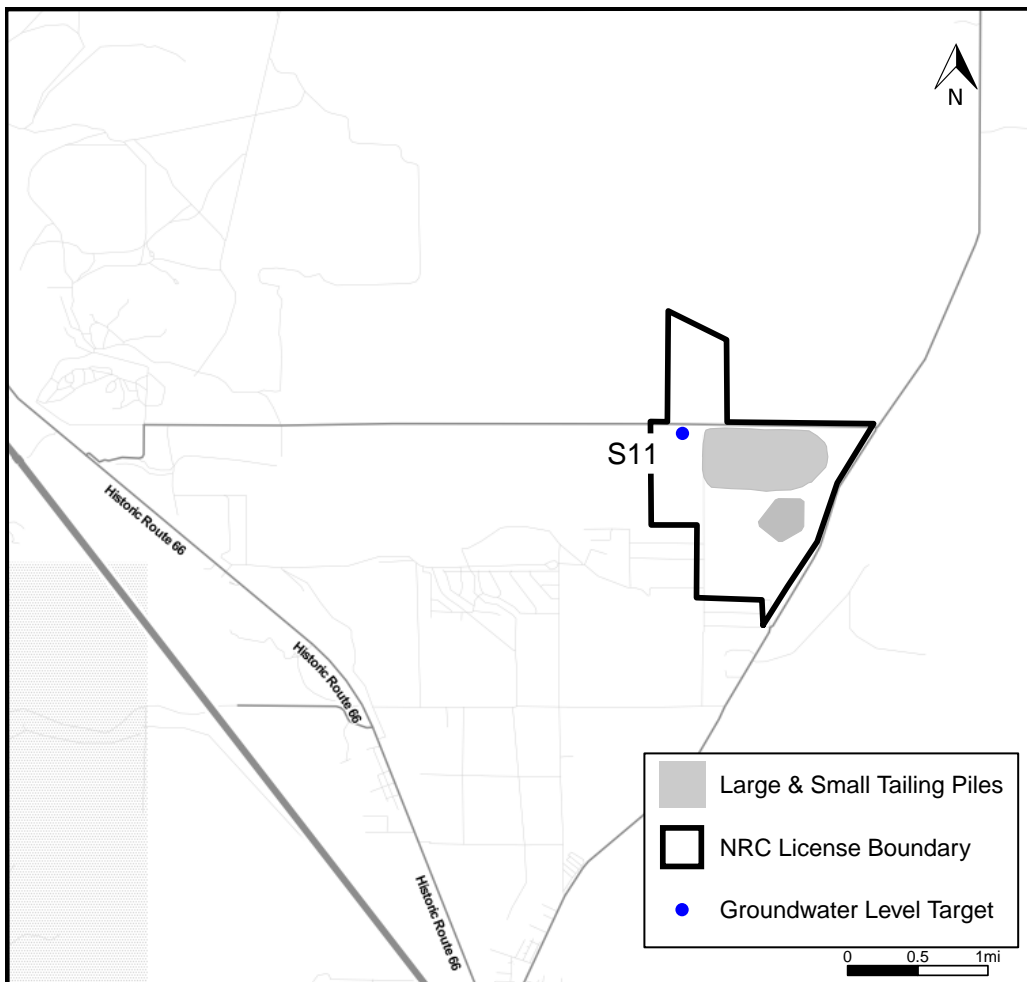 N
S11
Historic Route 66
Historic Route 66
Historic Route 66
Large & Small Tailing Piles
NRC License Boundary
Groundwater Level Target
0 0.5 1mi